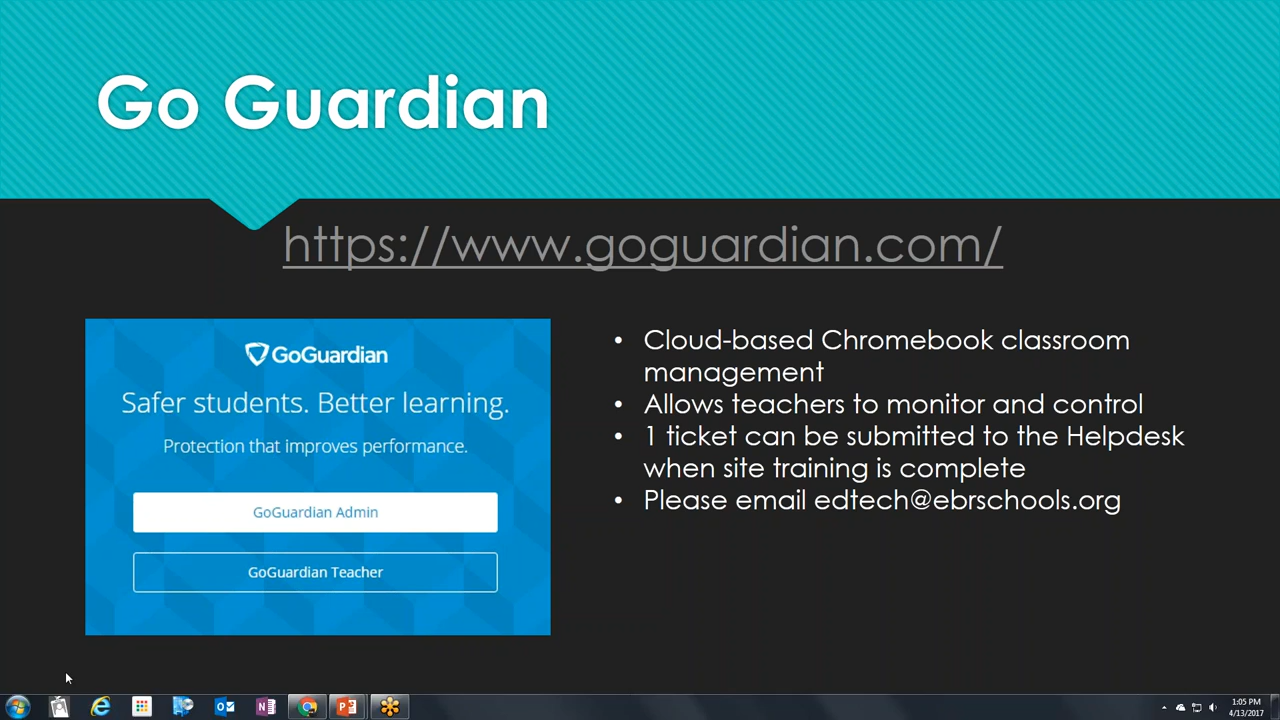 Go Guardian
https://www.goguardian.com/
GoGuardian
Safer students. Better learning.
Protection that improves performance.
GoGuardian Admin
GoGuardian Teacher
• Cloud-based Chromebook classroom
management
• Allows teachers to monitor and control
• 1 ticket can be submitted to the Helpdesk
when site training is complete
• Please email edtech@ebrschools.org
1:05 PM
4/13/2017